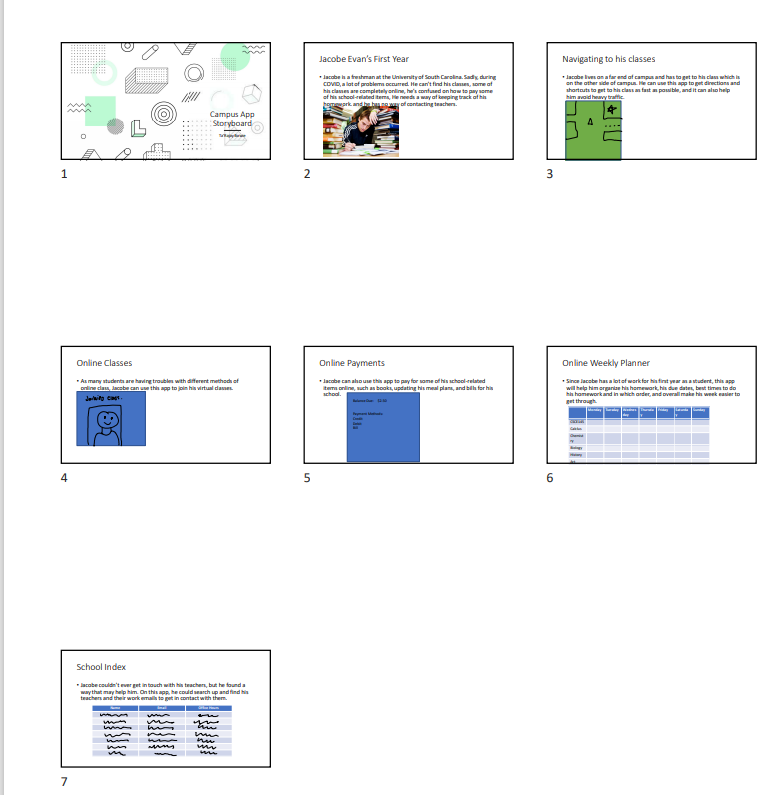 Campus App
Storyboard
1
Jacobe Evan's First Year
• Jacobe is a freshman at the University of South Carolina. Sadly, during
COVID, a lot of problems occurred. He can't find his classes, some of
his classes are completely online, he's confused on how to pay some
of his school-related items, He needs a way of keeping track of his
homework, and he has no way of contacting teachers.
2
Navigating to his classes
• Jacobe lives on a far end of campus and has to get to his class which is
on the other side of campus. He can use this app to get directions and
shortcuts to get to his class as fast as possible, and it can also help
him avoid heavy traffic.
3
Online Classes
• As many students are having troubles with different methods of
online class, Jacobe can use this app to join his virtual classes.
Joining Class.
4
Online Payments
• Jacobe can also use this app to pay for some of his school-related
items online, such as books, updating his meal plans, and bills for his
school.
Balance Due:
Payment Methods:
Credit
Debit
5
Online Weekly Planner
• Since Jacobe has a lot of work for his first year as a student, this app
will help him organize his homework, his due dates, best times to do
his homework and in which order, and overall make his week easier to
get through.
Monday Tuesday Wednes day Thursda y Friday Saturda y Sunday
Calculus
Chemist ry
Biology
History
Art
6
School Index
• Jacobe couldn't ever get in touch with his teachers, but he found a
way that may help him. On this app, he could search up and find his
teachers and their work emails to get in contact with them.
Name Email Office Hours
7